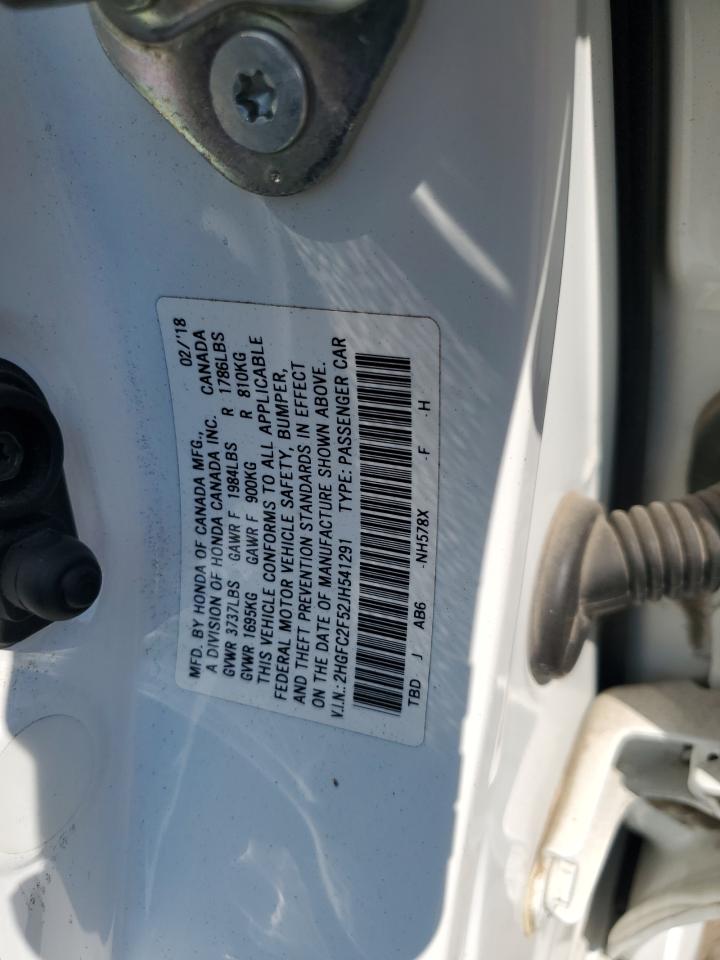 MFD. BY HONDA OF CANADA MFG., 02/'18
A DIVISION OF HONDA CANADA INC. CANADA
GVWR 3737LBS GAWR F 1984LBS R 1786LBS
GVWR 1695KG GAWR F 900KG R 810KG
THIS VEHICLE CONFORMS TO ALL APPLICABLE
FEDERAL MOTOR VEHICLE SAFETY, BUMPER,
AND THEFT PREVENTION STANDARDS IN EFFECT
ON THE DATE OF MANUFACTURE SHOWN ABOVE.
V.I.N.: 2HGFC2F52JH541291 TYPE: PASSENGER CAR
TBD J AB6 -NH578X -F -H